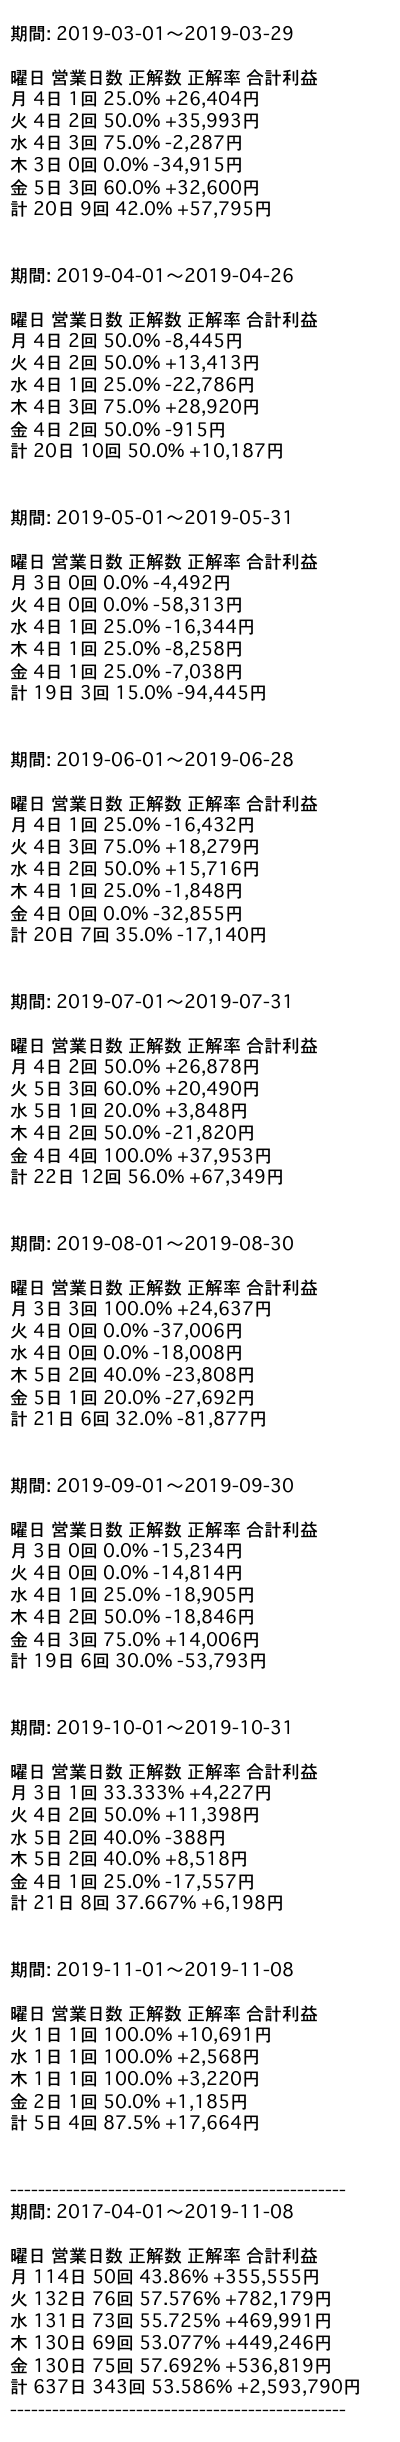 期間: 2019-03-01〜2019-03-29
曜日 営業日数 正解数 正解率 合計利益
月 4日 1回 25.0% +26,404円
火 4日 2回 50.0% +35,993円
水 4日 3回 75.0% -2,287円
木 3日 0回 0.0% -34,915円
金 5日 3回 60.0% +32,600円
計 20日 9回 42.0% +57,795円
期間: 2019-04-01〜2019-04-26
曜日 営業日数 正解数 正解率 合計利益
月 4日 2回 50.0% -8,445円
火 4日 2回 50.0% +13,413円
水 4日 1回 25.0% -22,786円
木 4日 3回 75.0% +28,920円
金 4日 2回 50.0% -915円
計 20日 10回 50.0% +10,187円
期間: 2019-05-01〜2019-05-31
曜日 営業日数 正解数 正解率 合計利益
月 3日 0回 0.0% -4,492円
火 4日 0回 0.0% -58,313円
水 4日 1回 25.0% -16,344円
木 4日 1回 25.0% -8,258円
金 4日 1回 25.0% -7,038円
計 19日 3回 15.0% -94,445円
期間: 2019-06-01〜2019-06-28
曜日 営業日数 正解数 正解率 合計利益
月 4日 1回 25.0% -16,432円
火 4日 3回 75.0% +18,279円
水 4日 2回 50.0% +15,716円
木 4日 1回 25.0% -1,848円
金 4日 0回 0.0% -32,855円
計 20日 7回 35.0% -17,140円
期間: 2019-07-01〜2019-07-31
曜日 営業日数 正解数 正解率 合計利益
月 4日 2回 50.0% +26,878円
火 5日 3回 60.0% +20,490円
水 5日 1回 20.0% +3,848円
木 4日 2回 50.0% -21,820円
金 4日 4回 100.0% +37,953円
計 22日 12回 56.0% +67,349円
期間: 2019-08-01〜2019-08-30
曜日 営業日数 正解数 正解率 合計利益
月 3日 3回 100.0% +24,637円
火 4日 0回 0.0% -37,006円
水 4日 0回 0.0% -18,008円
木 5日 2回 40.0% -23,808円
金 5日 1回 20.0% -27,692円
計 21日 6回 32.0% -81,877円
期間: 2019-09-01〜2019-09-30
曜日 営業日数 正解数 正解率 合計利益
月 3日 0回 0.0% -15,234円
火 4日 0回 0.0% -14,814円
水 4日 1回 25.0% -18,905円
木 4日 2回 50.0% -18,846円
金 4日 3回 75.0% +14,006円
計 19日 6回 30.0% -53,793円
期間: 2019-10-01〜2019-10-31
曜日 営業日数 正解数 正解率 合計利益
月 3日 1回 33.333% +4,227円
火 4日 2回 50.0% +11,398円
水 5日 2回 40.0% -388円
木 5日 2回 40.0% +8,518円
金 4日 1回 25.0% -17,557円
計 21日 8回 37.667% +6,198円
期間: 2019-11-01〜2019-11-08
曜日 営業日数 正解数 正解率 合計利益
火 1日 1回 100.0% +10,691円
水 1日 1回 100.0% +2,568円
木 1日 1回 100.0% +3,220円
金 2日 1回 50.0% +1,185円
計 5日 4回 87.5% +17,664円
------------------------------------------------
期間: 2017-04-01〜2019-11-08
曜日 営業日数 正解数 正解率 合計利益
月 114日 50回 43.86% +355,555円
火 132日 76回 57.576% +782,179円
水 131日 73回 55.725% +469,991円
木 130日 69回 53.077% +449,246円
金 130日 75回 57.692% +536,819円
計 637日 343回 53.586% +2,593,790円
------------------------------------------------